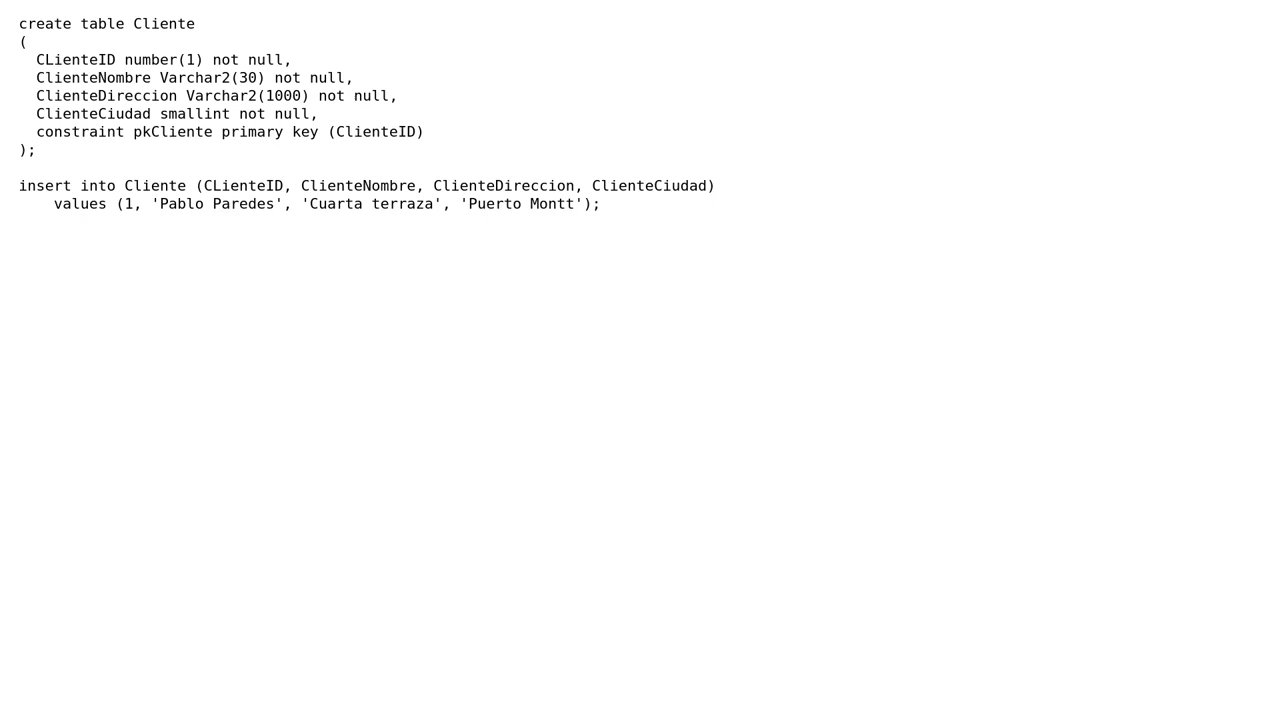 create table Cliente
(
  CLienteID number(1) not null,
  ClienteNombre Varchar2(30) not null,
  ClienteDireccion Varchar2(1000) not null,
  ClienteCiudad smallint not null,
  constraint pkCliente primary key (ClienteID)
);

insert into Cliente (CLienteID, ClienteNombre, ClienteDireccion, ClienteCiudad)
    values (1, 'Pablo Paredes', 'Cuarta terraza', 'Puerto Montt');